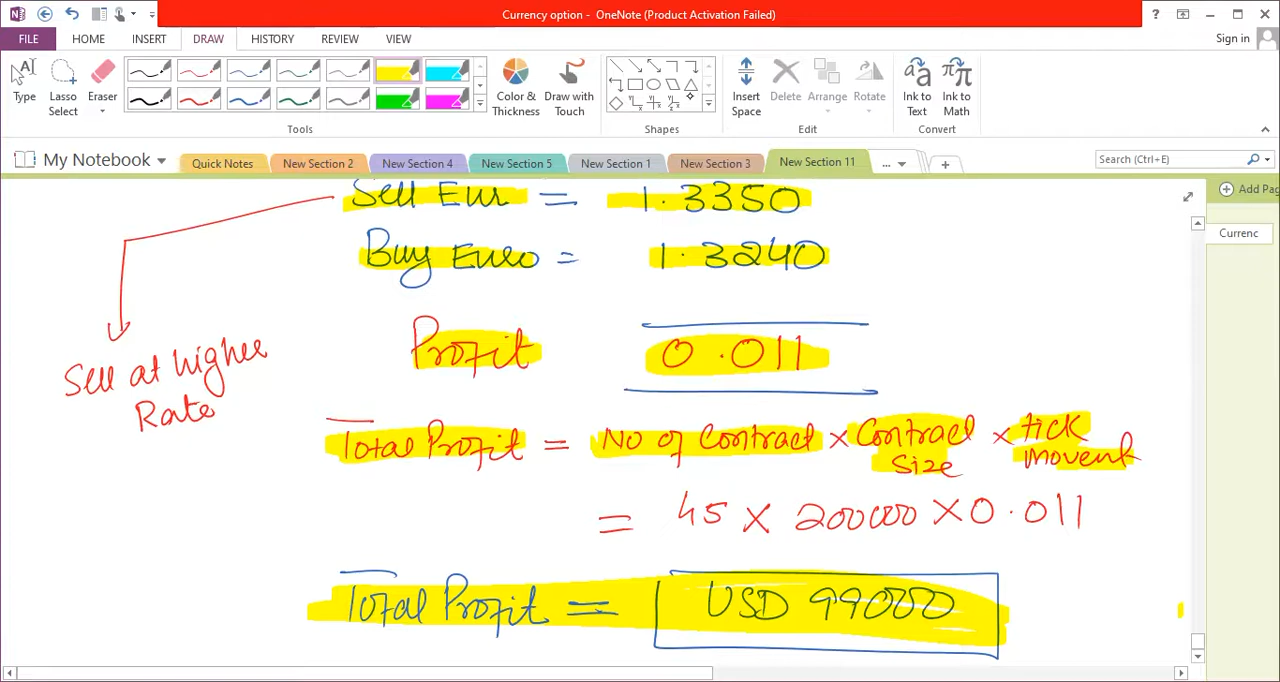 Currency option - OneNote (Product Activation Failed)
FILE HOME INSERT DRAW HISTORY REVIEW VIEW Sign in
Type Lasso Select Eraser Color & Thickness Draw with Touch Insert Space Delete Arrange Rotate Ink to Text Ink to Math
Tools Shapes Edit Convert
My Notebook Quick Notes New Section 2 New Section 4 New Section 5 New Section 1 New Section 3 New Section 11 ... Search (Ctrl+E)
Add Pag
Currenc
Sell Eur = 1.3350
Buy Euro = 1.3240
Profit 0.011
Sell at higher
Rate
Total Profit = No of Contract × Contract Size × tick Movent
= 45 × 200000 × 0.011
Total Profit = USD 99000